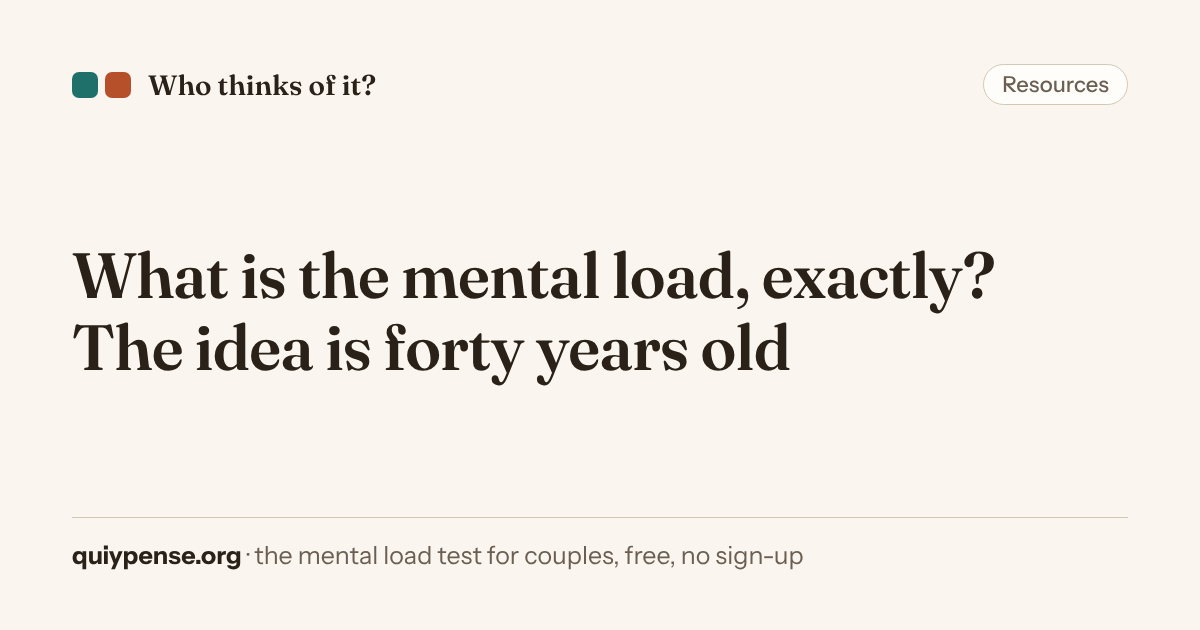 Who thinks of it?
Resources
What is the mental load, exactly?
The idea is forty years old
quiypense.org · the mental load test for couples, free, no sign-up